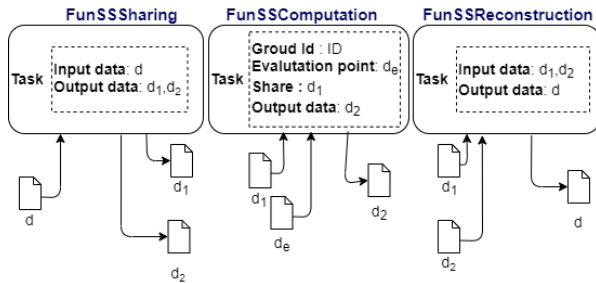 FunSSSharing
Task
Input data: d
Output data: d1,d2
d
d1
d2
FunSSComputation
Task
Groud Id : ID
Evalutation point: de
Share : d1
Output data: d2
d1
de
d2
FunSSReconstruction
Task
Input data: d1,d2
Output data: d
d1
d2
d